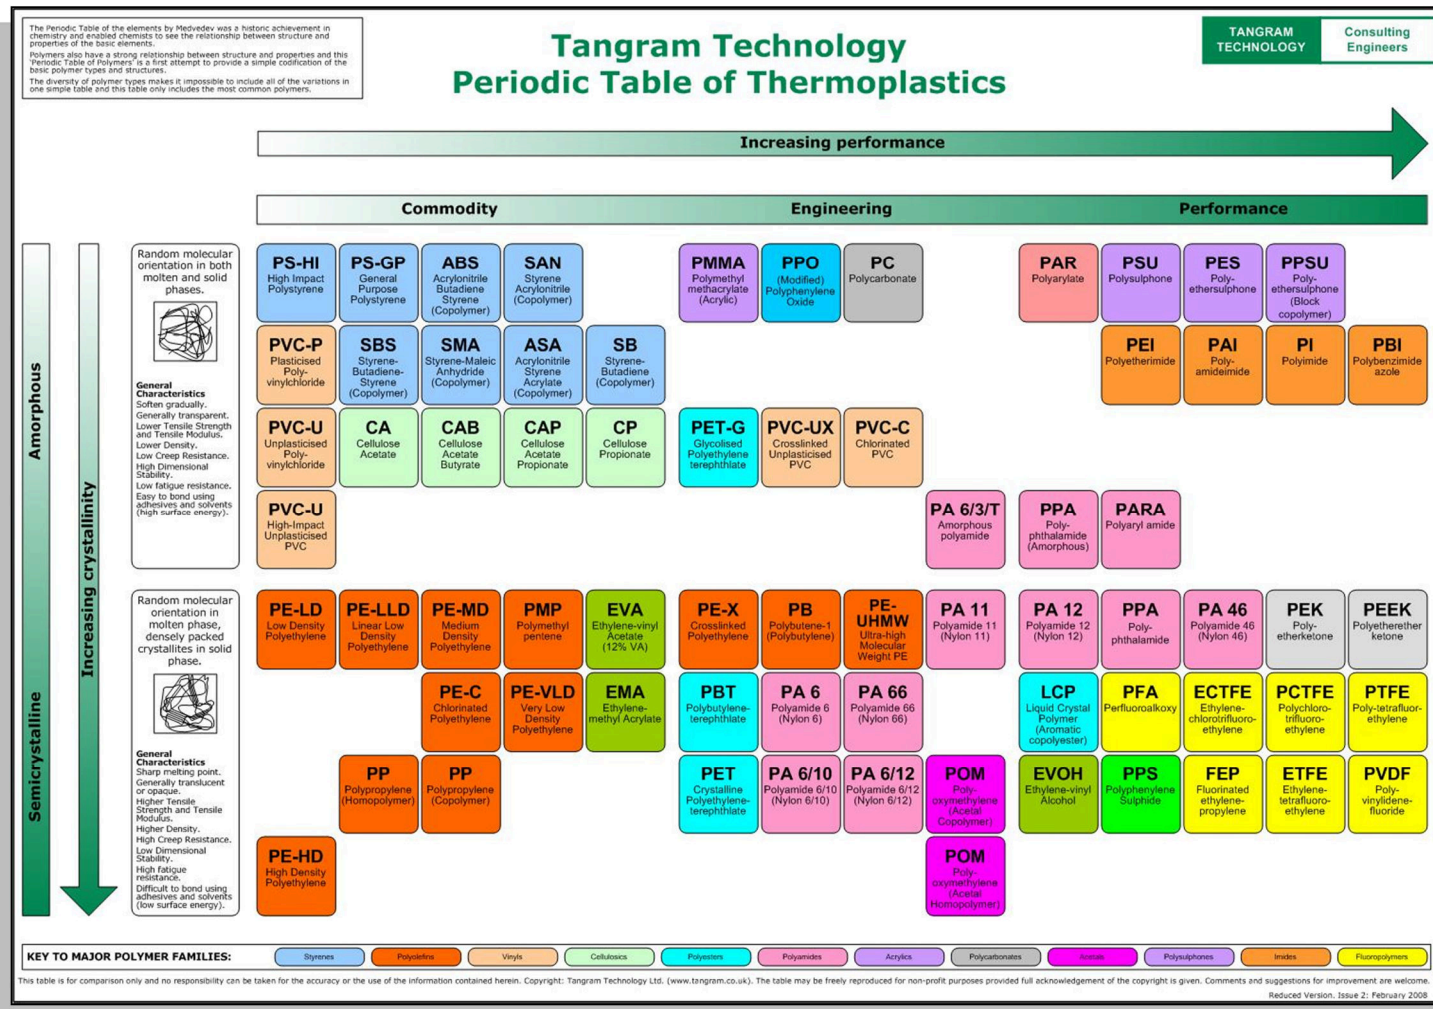 The Periodic Table of the elements by Medvedev was a historic achievement in
chemistry and enabled chemists to see the relationship between structure and
properties of the basic elements.
Polymers also have a strong relationship between structure and properties and this
'Periodic Table of Polymers' is a first attempt to provide a simple codification of the
basic polymer types and structures.
The diversity of polymer types makes it impossible to include all of the variations in
one simple table and this table only includes the most common polymers.
Tangram Technology
Periodic Table of Thermoplastics
TANGRAM
TECHNOLOGY
Consulting
Engineers
Increasing performance
Commodity
Engineering
Performance
Amorphous
Semicrystalline
Increasing crystallinity
Random molecular
orientation in both
molten and solid
phases.
General
Characteristics
Soften gradually.
Generally transparent.
Lower Tensile Strength
and Tensile Modulus.
Lower Density.
Low Creep Resistance.
High Dimensional
Stability.
Low fatigue resistance.
Easy to bond using
adhesives and solvents
(high surface energy).
PS-HI
High Impact
Polystyrene
PS-GP
General
Purpose
Polystyrene
ABS
Acrylonitrile
Butadiene
Styrene
(Copolymer)
SAN
Styrene
Acrylonitrile
(Copolymer)
PMMA
Polymethyl
methacrylate
(Acrylic)
PPO
(Modified)
Polyphenylene
Oxide
PC
Polycarbonate
PAR
Polyarylate
PSU
Polysulphone
PES
Poly-
ethersulphone
PPSU
Poly-
ethersulphone
(Block
copolymer)
PVC-P
Plasticised
Poly-
vinylchloride
SBS
Styrene-
Butadiene-
Styrene
(Copolymer)
SMA
Styrene-Maleic
Anhydride
(Copolymer)
ASA
Acrylonitrile
Styrene
Acrylate
(Copolymer)
SB
Styrene-
Butadiene
(Copolymer)
PEI
Polyetherimide
PAI
Poly-
amideimide
PI
Polyimide
PBI
Polybenzimide
azole
PVC-U
Unplasticised
Poly-
vinylchloride
CA
Cellulose
Acetate
CAB
Cellulose
Acetate
Butyrate
CAP
Cellulose
Acetate
Propionate
CP
Cellulose
Propionate
PET-G
Glycolised
Polyethylene
terephthlate
PVC-UX
Crosslinked
Unplasticised
PVC
PVC-C
Chlorinated
PVC
PVC-U
High-Impact
Unplasticised
PVC
PA 6/3/T
Amorphous
polyamide
PPA
Poly-
phthalamide
(Amorphous)
PARA
Polyaryl amide
Random molecular
orientation in
molten phase,
densely packed
crystallites in solid
phase.
General
Characteristics
Sharp melting point.
Generally translucent
or opaque.
Higher Tensile
Strength and Tensile
Modulus.
Higher Density.
High Creep Resistance.
Low Dimensional
Stability.
High fatigue
resistance.
Difficult to bond using
adhesives and solvents
(low surface energy).
PE-LD
Low Density
Polyethylene
PE-LLD
Linear Low
Density
Polyethylene
PE-MD
Medium
Density
Polyethylene
PMP
Polymethyl
pentene
EVA
Ethylene-vinyl
Acetate
(12% VA)
PE-X
Crosslinked
Polyethylene
PB
Polybutene-1
(Polybutylene)
PE-
UHMW
Ultra-high
Molecular
Weight PE
PA 11
Polyamide 11
(Nylon 11)
PA 12
Polyamide 12
(Nylon 12)
PPA
Poly-
phthalamide
PA 46
Polyamide 46
(Nylon 46)
PEK
Poly-
etherketone
PEEK
Polyetherether
ketone
PE-C
Chlorinated
Polyethylene
PE-VLD
Very Low
Density
Polyethylene
EMA
Ethylene-
methyl Acrylate
PBT
Polybutylene-
terephthlate
PA 6
Polyamide 6
(Nylon 6)
PA 66
Polyamide 66
(Nylon 66)
LCP
Liquid Crystal
Polymer
(Aromatic
copolyester)
PFA
Perfluoroalkoxy
ECTFE
Ethylene-
chlorotrifluoro-
ethylene
PCTFE
Polychloro-
trifluoro-
ethylene
PTFE
Poly-tetrafluor-
ethylene
PP
Polypropylene
(Homopolymer)
PP
Polypropylene
(Copolymer)
PET
Crystalline
Polyethylene-
terephthlate
PA 6/10
Polyamide 6/10
(Nylon 6/10)
PA 6/12
Polyamide 6/12
(Nylon 6/12)
POM
Poly-
oxymethylene
(Acetal
Copolymer)
EVOH
Ethylene-vinyl
Alcohol
PPS
Polyphenylene
Sulphide
FEP
Fluorinated
ethylene-
propylene
ETFE
Ethylene-
tetrafluoro-
ethylene
PVDF
Poly-
vinylidene-
fluoride
PE-HD
High Density
Polyethylene
POM
Poly-
oxymethylene
(Acetal
Homopolymer)
KEY TO MAJOR POLYMER FAMILIES:
Styrenes
Polyolefins
Vinyls
Cellulosics
Polyesters
Polyamides
Acrylics
Polycarbonates
Acetals
Polysulphones
Imides
Fluoropolymers
This table is for comparison only and no responsibility can be taken for the accuracy or the use of the information contained herein. Copyright: Tangram Technology Ltd. (www.tangram.co.uk). The table may be freely reproduced for non-profit purposes provided full acknowledgement of the copyright is given. Comments and suggestions for improvement are welcome.
Reduced Version. Issue 2: February 2008